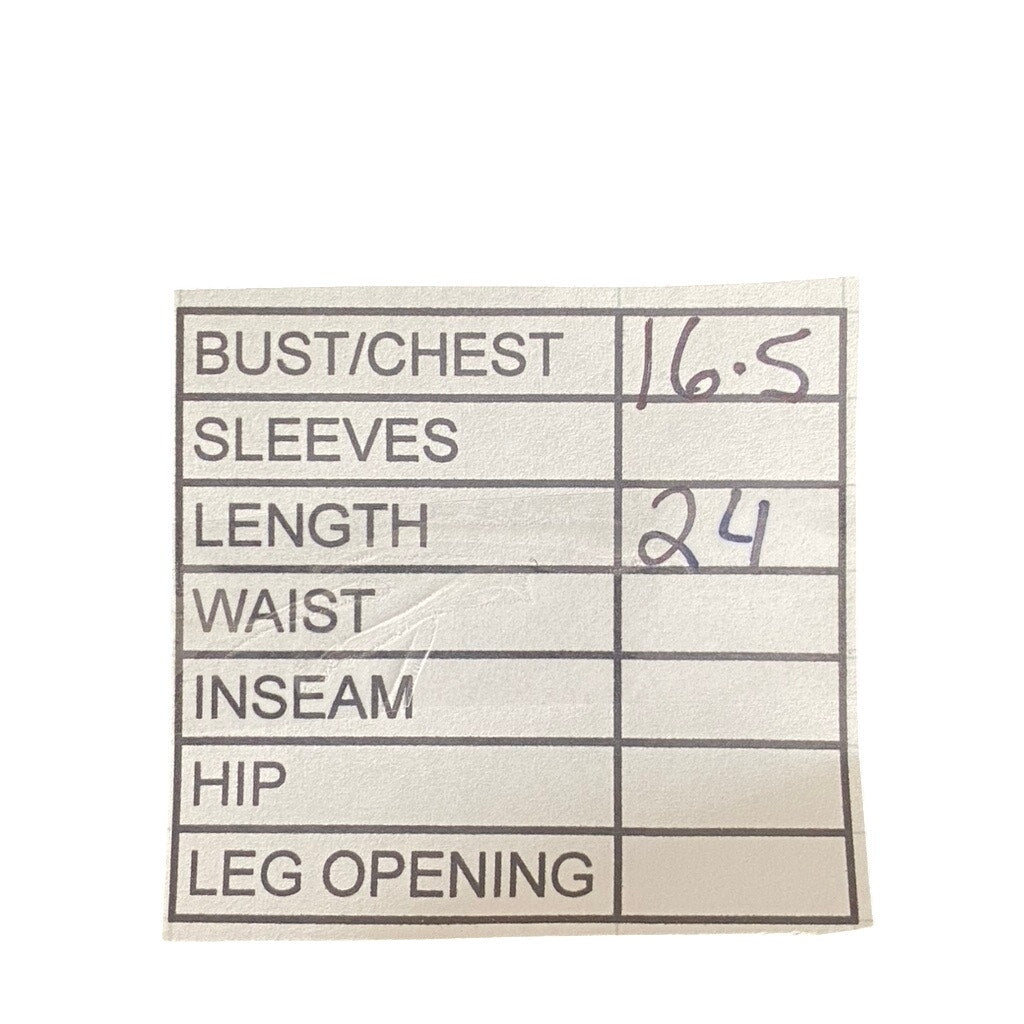 BUST/CHEST 16.5
SLEEVES
LENGTH 24
WAIST
INSEAM
HIP
LEG OPENING